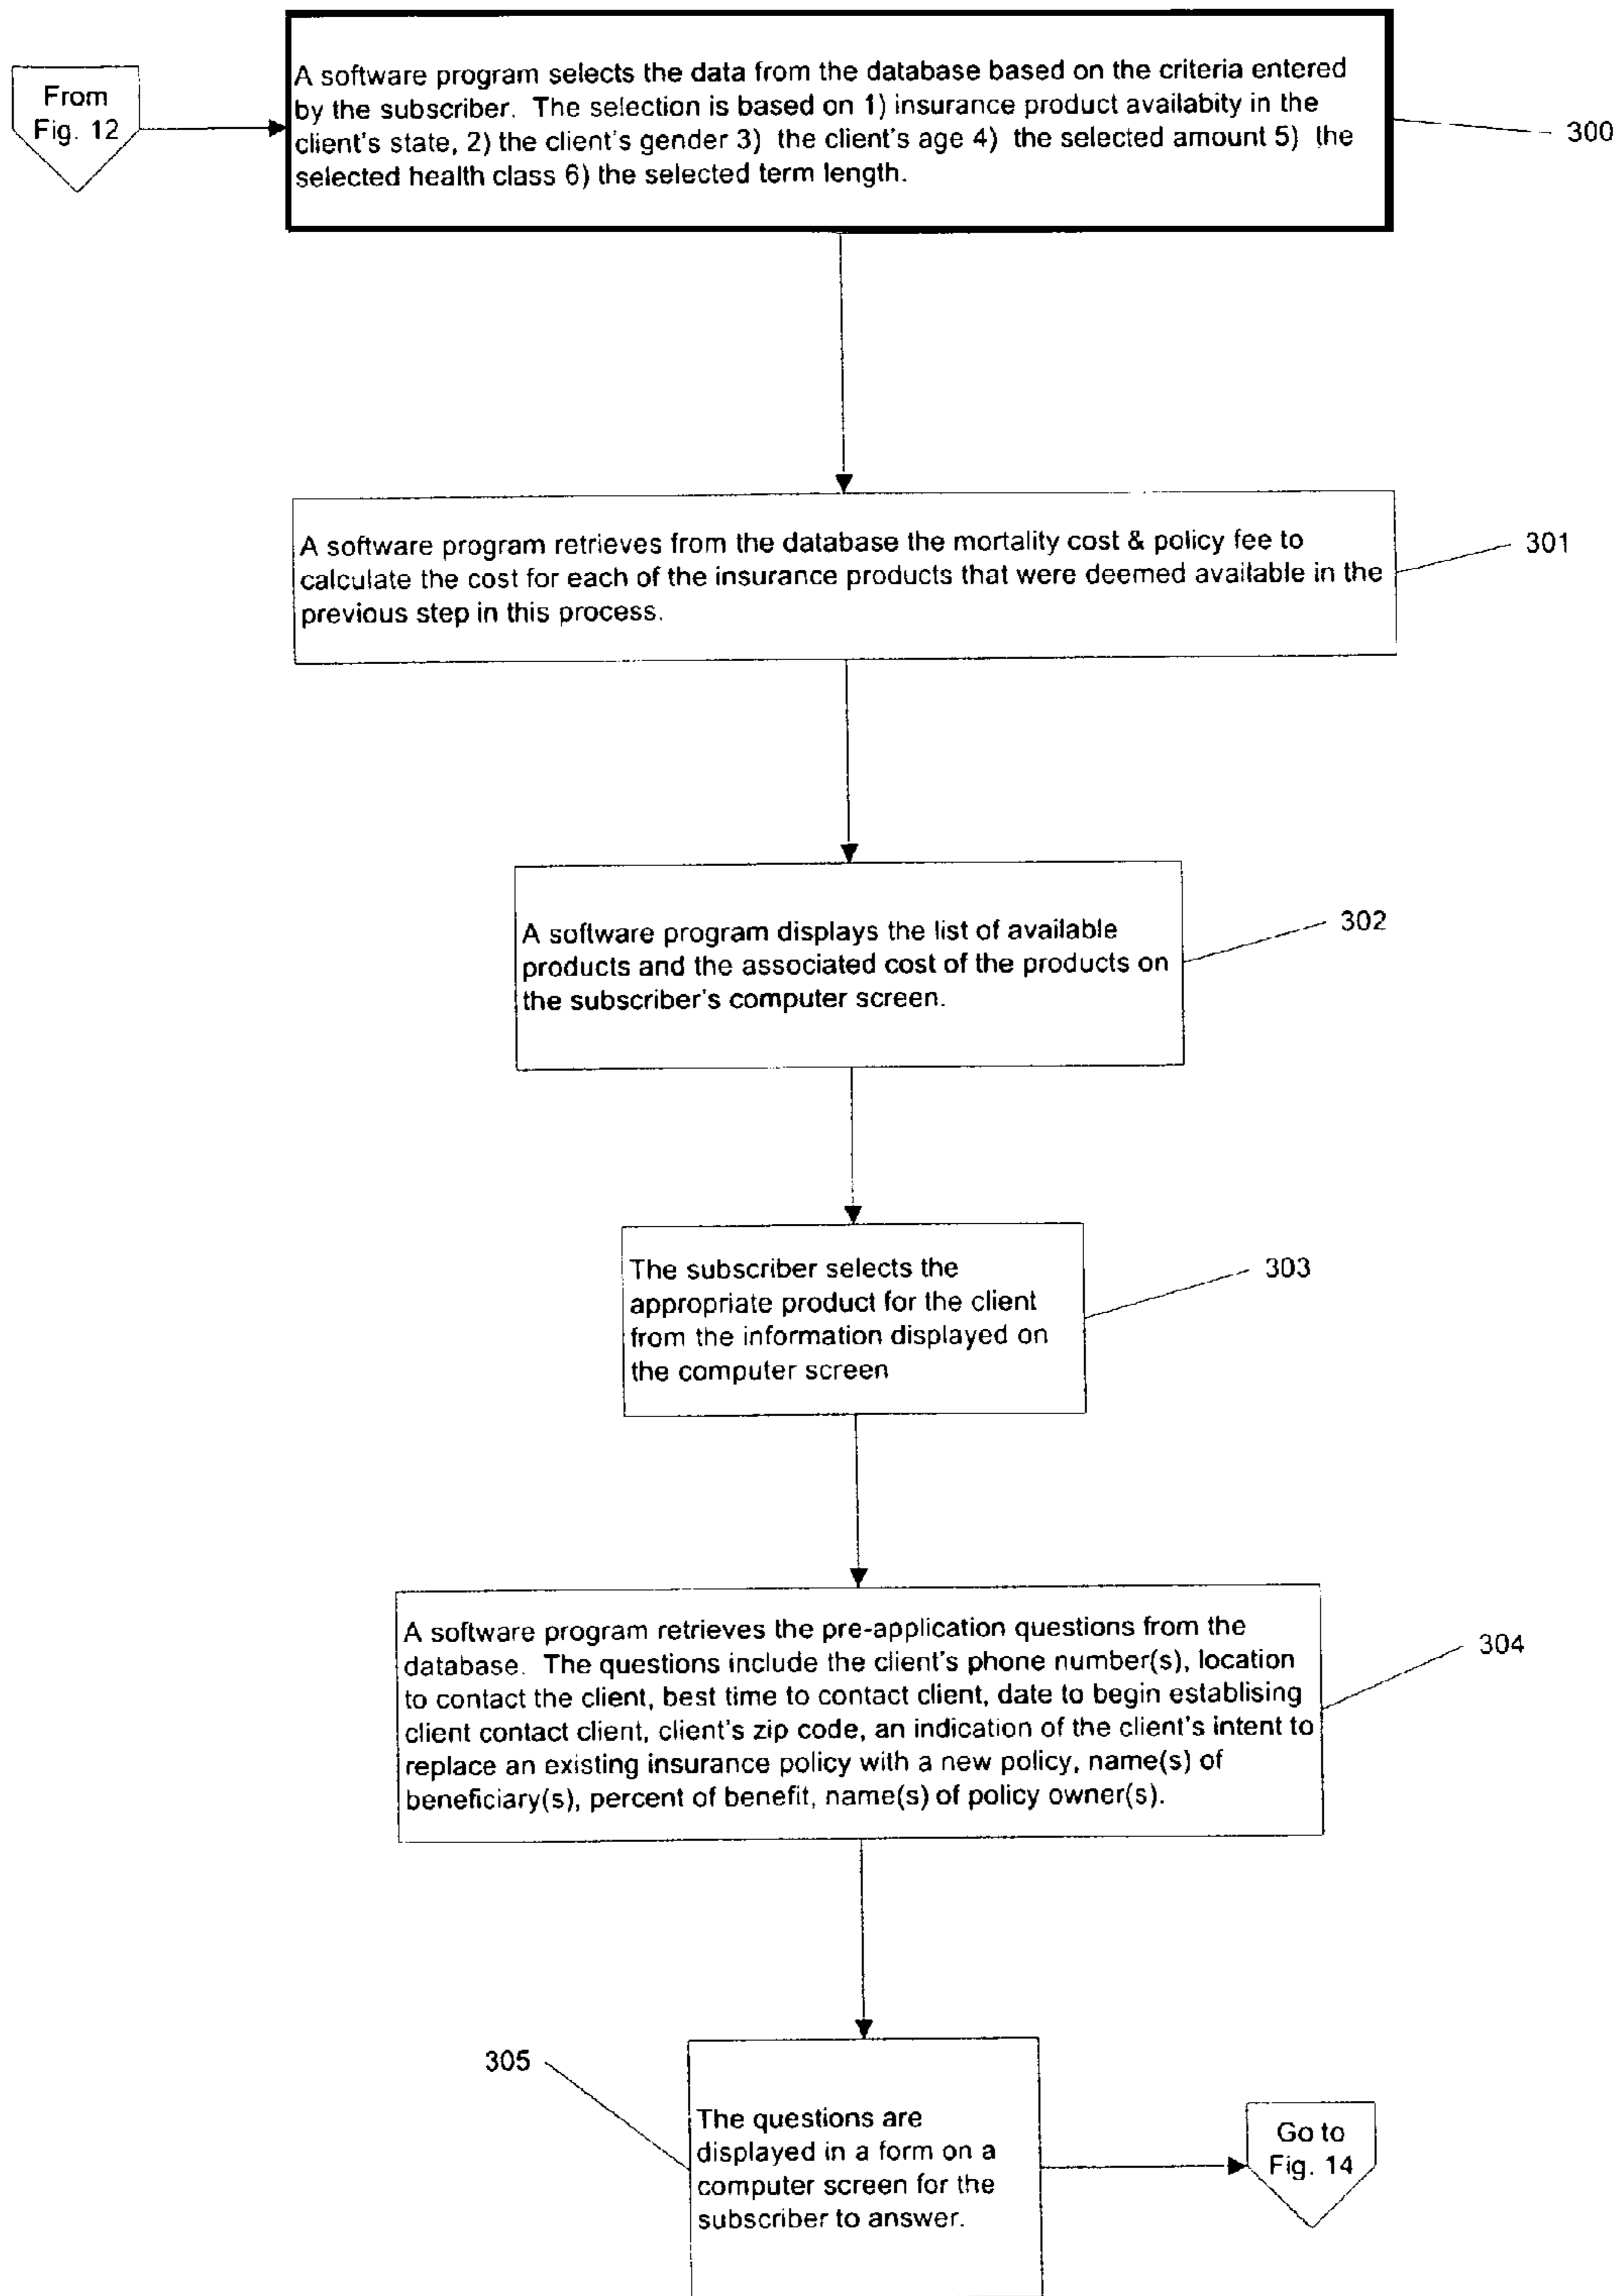 From
Fig. 12
A software program selects the data from the database based on the criteria entered
by the subscriber. The selection is based on 1) insurance product availabity in the
client's state, 2) the client's gender 3) the client's age 4) the selected amount 5) the
selected health class 6) the selected term length.
300
A software program retrieves from the database the mortality cost & policy fee to
calculate the cost for each of the insurance products that were deemed available in the
previous step in this process.
301
A software program displays the list of available
products and the associated cost of the products on
the subscriber's computer screen.
302
The subscriber selects the
appropriate product for the client
from the information displayed on
the computer screen
303
A software program retrieves the pre-application questions from the
database. The questions include the client's phone number(s), location
to contact the client, best time to contact client, date to begin establising
client contact client, client's zip code, an indication of the client's intent to
replace an existing insurance policy with a new policy, name(s) of
beneficiary(s), percent of benefit, name(s) of policy owner(s).
304
305
The questions are
displayed in a form on a
computer screen for the
subscriber to answer.
Go to
Fig. 14